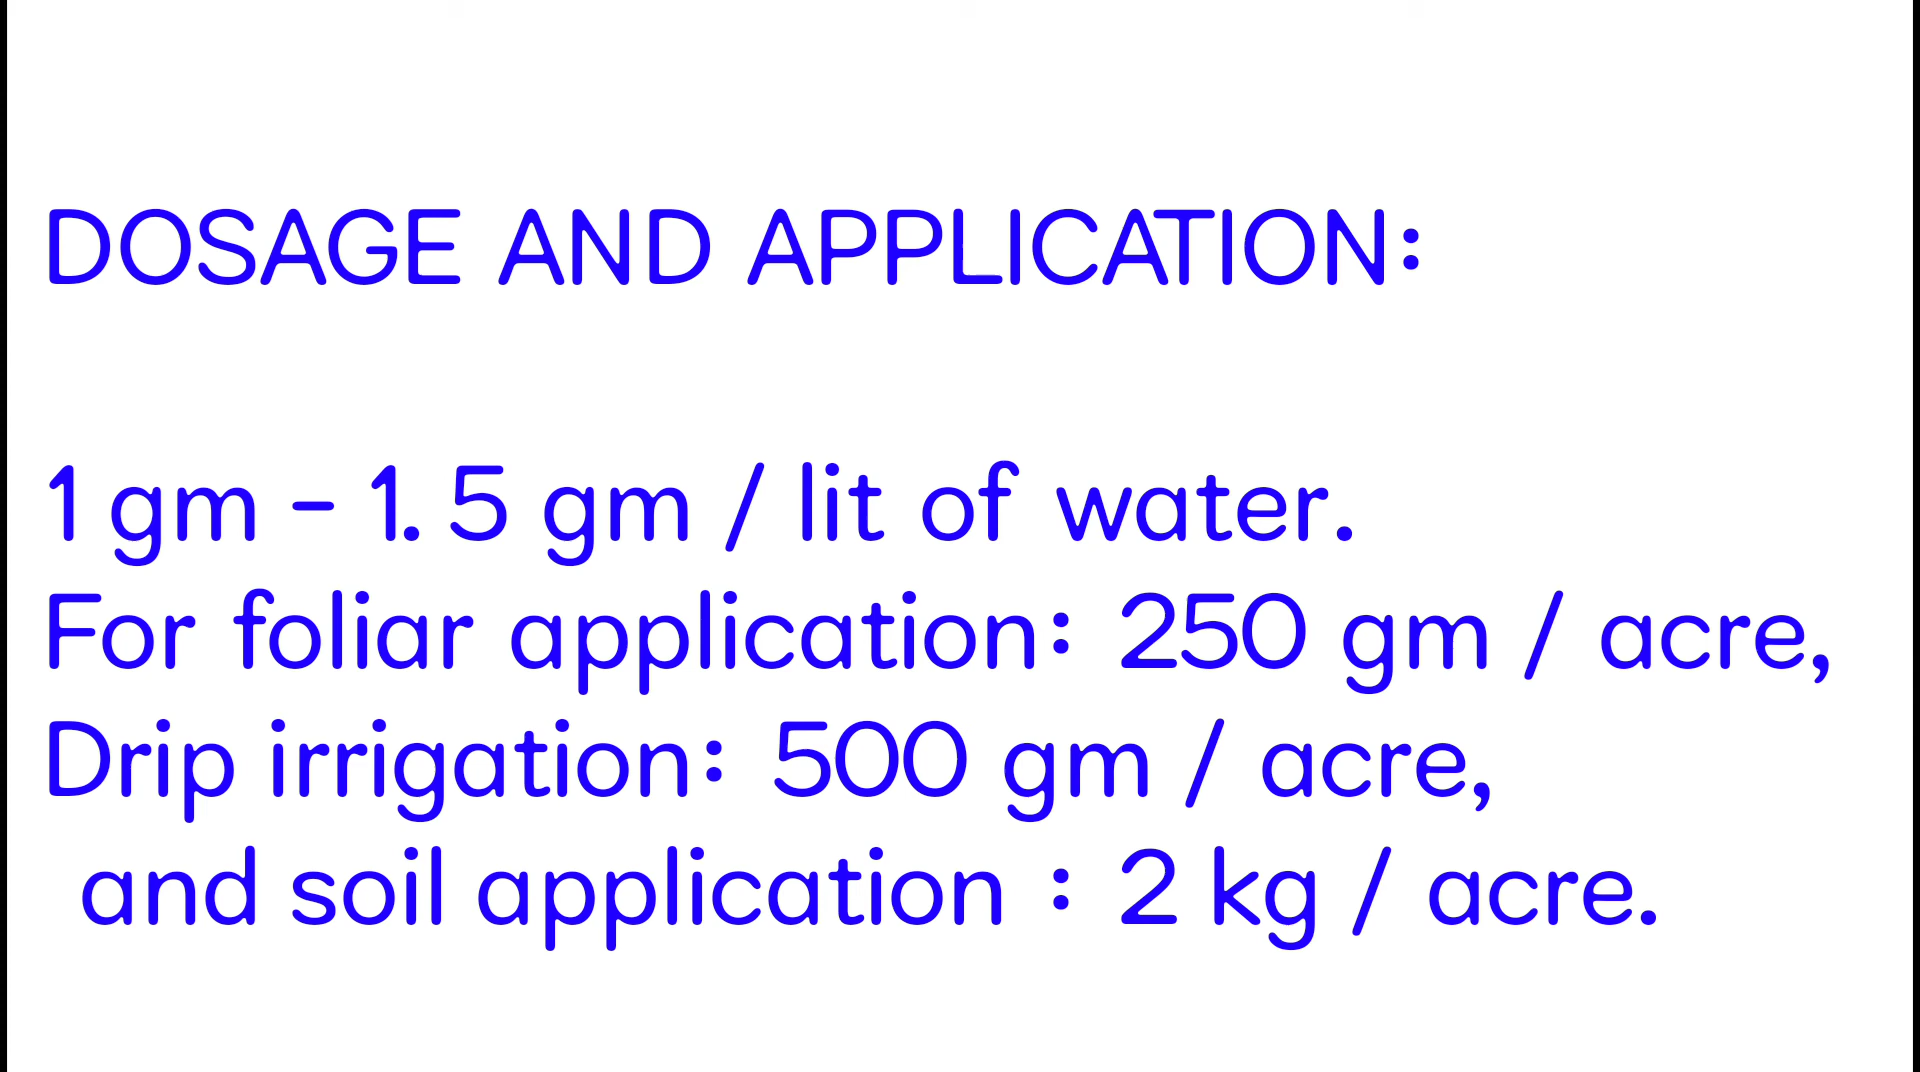 DOSAGE AND APPLICATION:
1 gm - 1. 5 gm / lit of water.
For foliar application: 250 gm / acre,
Drip irrigation: 500 gm / acre,
and soil application : 2 kg / acre.